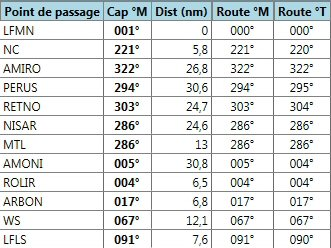 Point de passage Cap °M Dist (nm) Route °M Route °T
LFMN 001° 0 000° 000°
NC 221° 5,8 221° 220°
AMIRO 322° 26,8 322° 322°
PERUS 294° 30,6 294° 295°
RETNO 303° 24,7 303° 304°
NISAR 286° 24,6 286° 286°
MTL 286° 13 286° 286°
AMONI 005° 30,8 005° 004°
ROLIR 004° 6,5 004° 004°
ARBON 017° 6,8 017° 017°
WS 067° 12,1 067° 067°
LFLS 091° 7,6 091° 090°